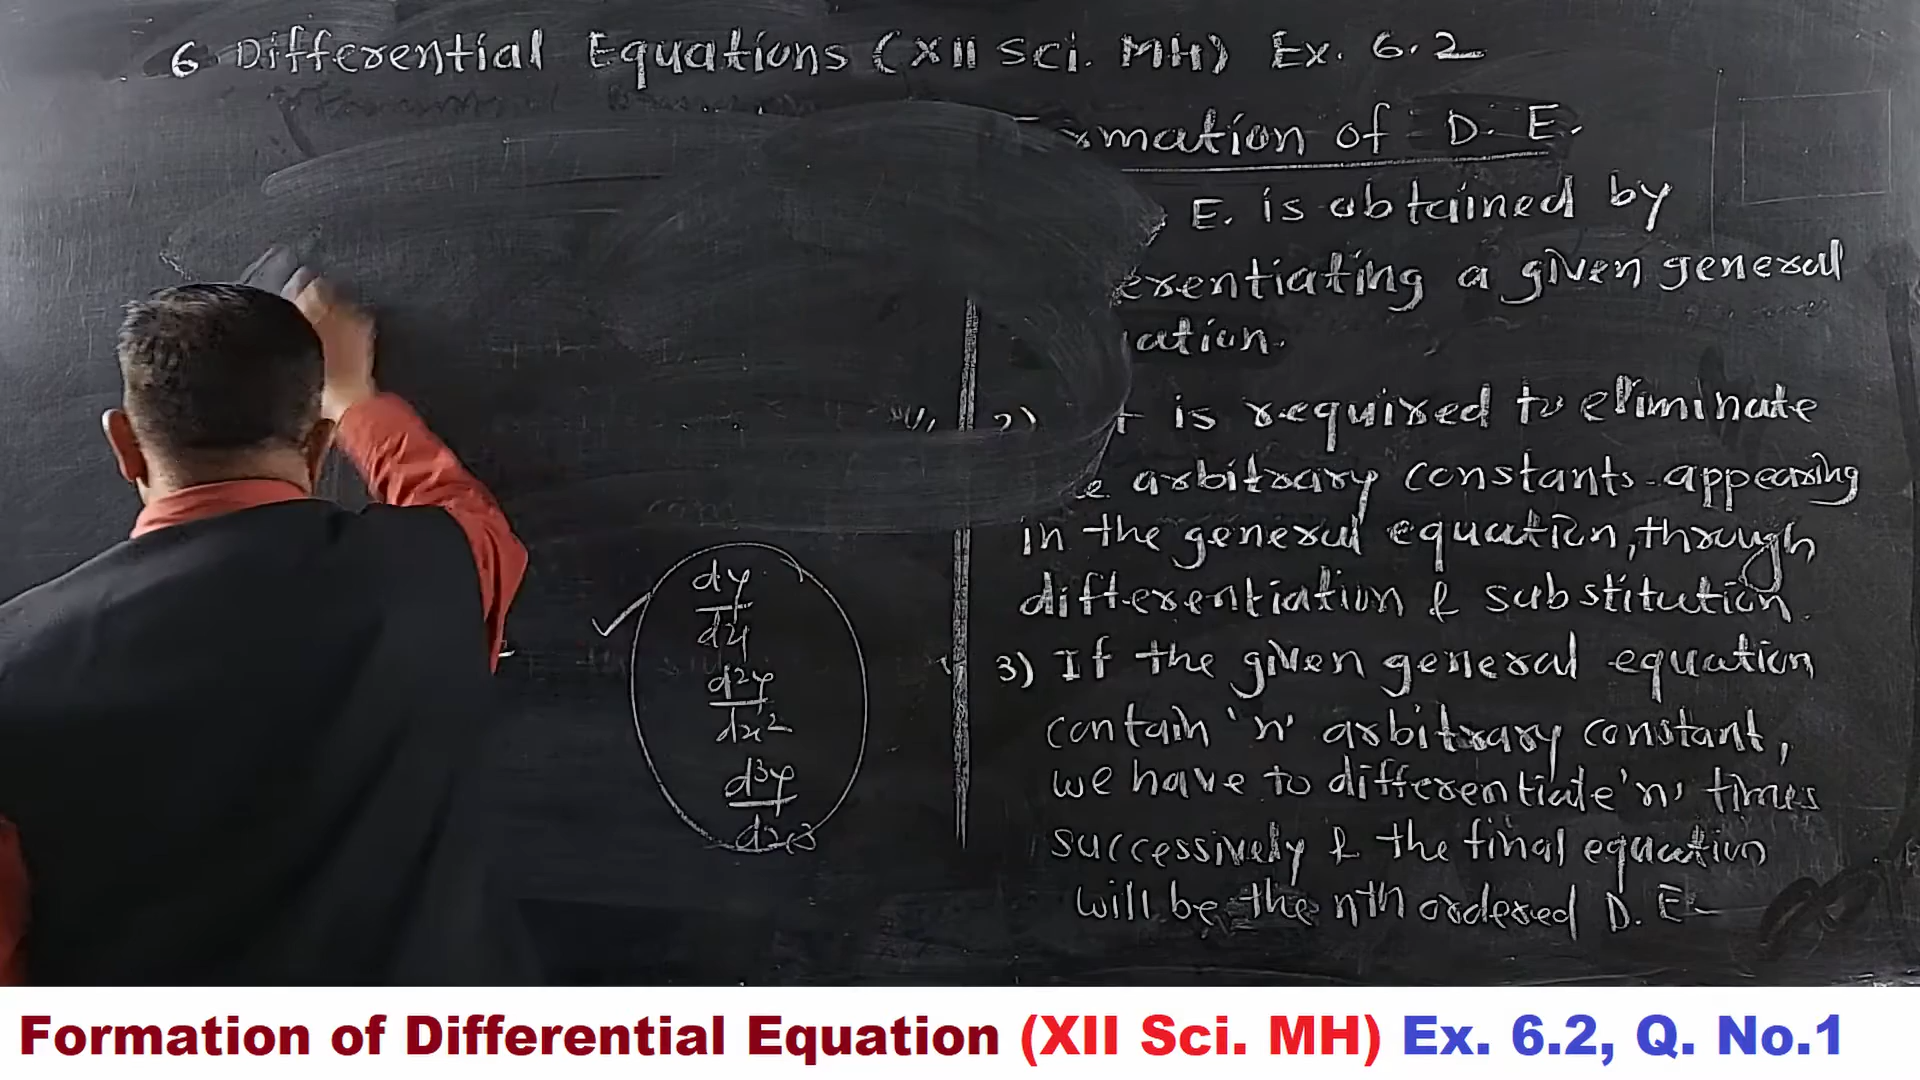 6 Differential Equations (XII Sci. MH) Ex. 6.2
mation of D. E.
E. is obtained by
erentiating a given general
uation.
2) is required to eliminate
arbitrary constants appearing
in the general equation, through
differentiation & substitution.
3) If the given general equation
contain 'n' arbitrary constant,
we have to differentiate 'n' times
successively & the final equation
will be the nth ordered D. E.
dy
dx
d²y
dx²
d³y
dx³
Formation of Differential Equation (XII Sci. MH) Ex. 6.2, Q. No.1